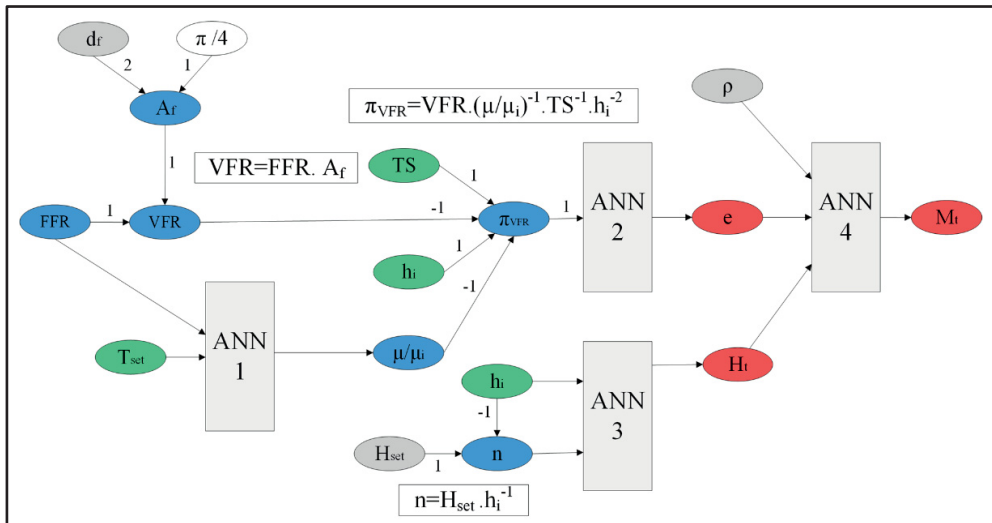 df
π /4
2
1
Af
ρ
πVFR=VFR.(μ/μi)-1.TS-1.hi-2
1
VFR=FFR. Af
TS
1
FFR
1
VFR
-1
πVFR
1
ANN
2
e
ANN
4
Mt
1
hi
-1
Tset
ANN
1
μ/μi
Ht
hi
ANN
3
-1
Hset
1
n
n=Hset.hi-1